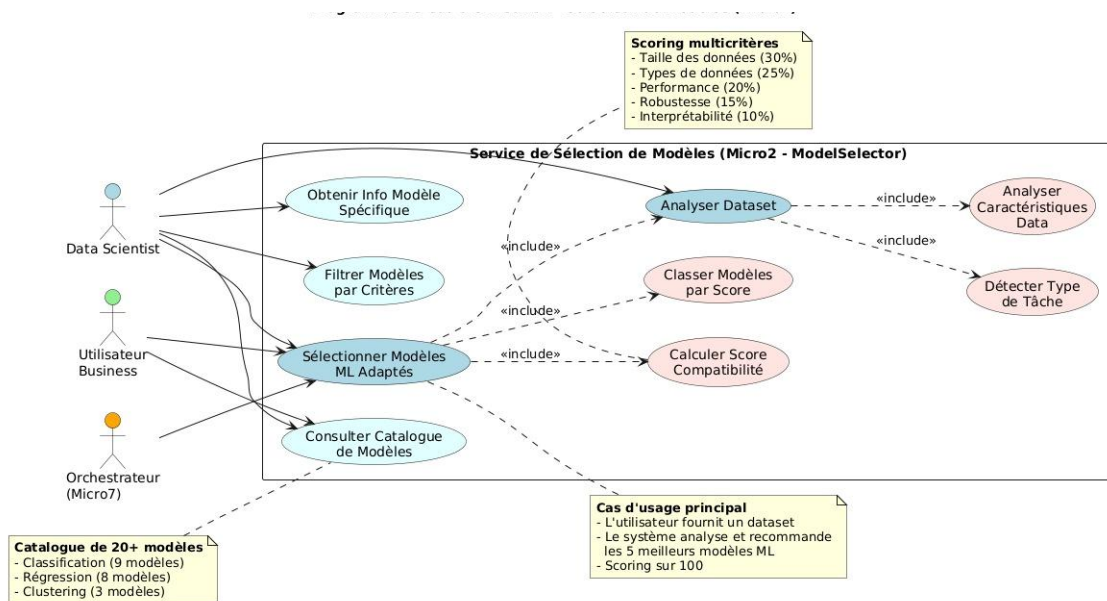 Scoring multicritères
- Taille des données (30%)
- Types de données (25%)
- Performance (20%)
- Robustesse (15%)
- Interprétabilité (10%)
Service de Sélection de Modèles (Micro2 - ModelSelector)
Data Scientist
Utilisateur
Business
Orchestrateur
(Micro7)
Obtenir Info Modèle
Spécifique
Filtrer Modèles
par Critères
Sélectionner Modèles
ML Adaptés
Consulter Catalogue
de Modèles
«include»
«include»
«include»
Analyser Dataset
Classer Modèles
par Score
Calculer Score
Compatibilité
«include»
«include»
Analyser
Caractéristiques
Data
Détecter Type
de Tâche
Catalogue de 20+ modèles
- Classification (9 modèles)
- Régression (8 modèles)
- Clustering (3 modèles)
Cas d'usage principal
- L'utilisateur fournit un dataset
- Le système analyse et recommande
les 5 meilleurs modèles ML
- Scoring sur 100